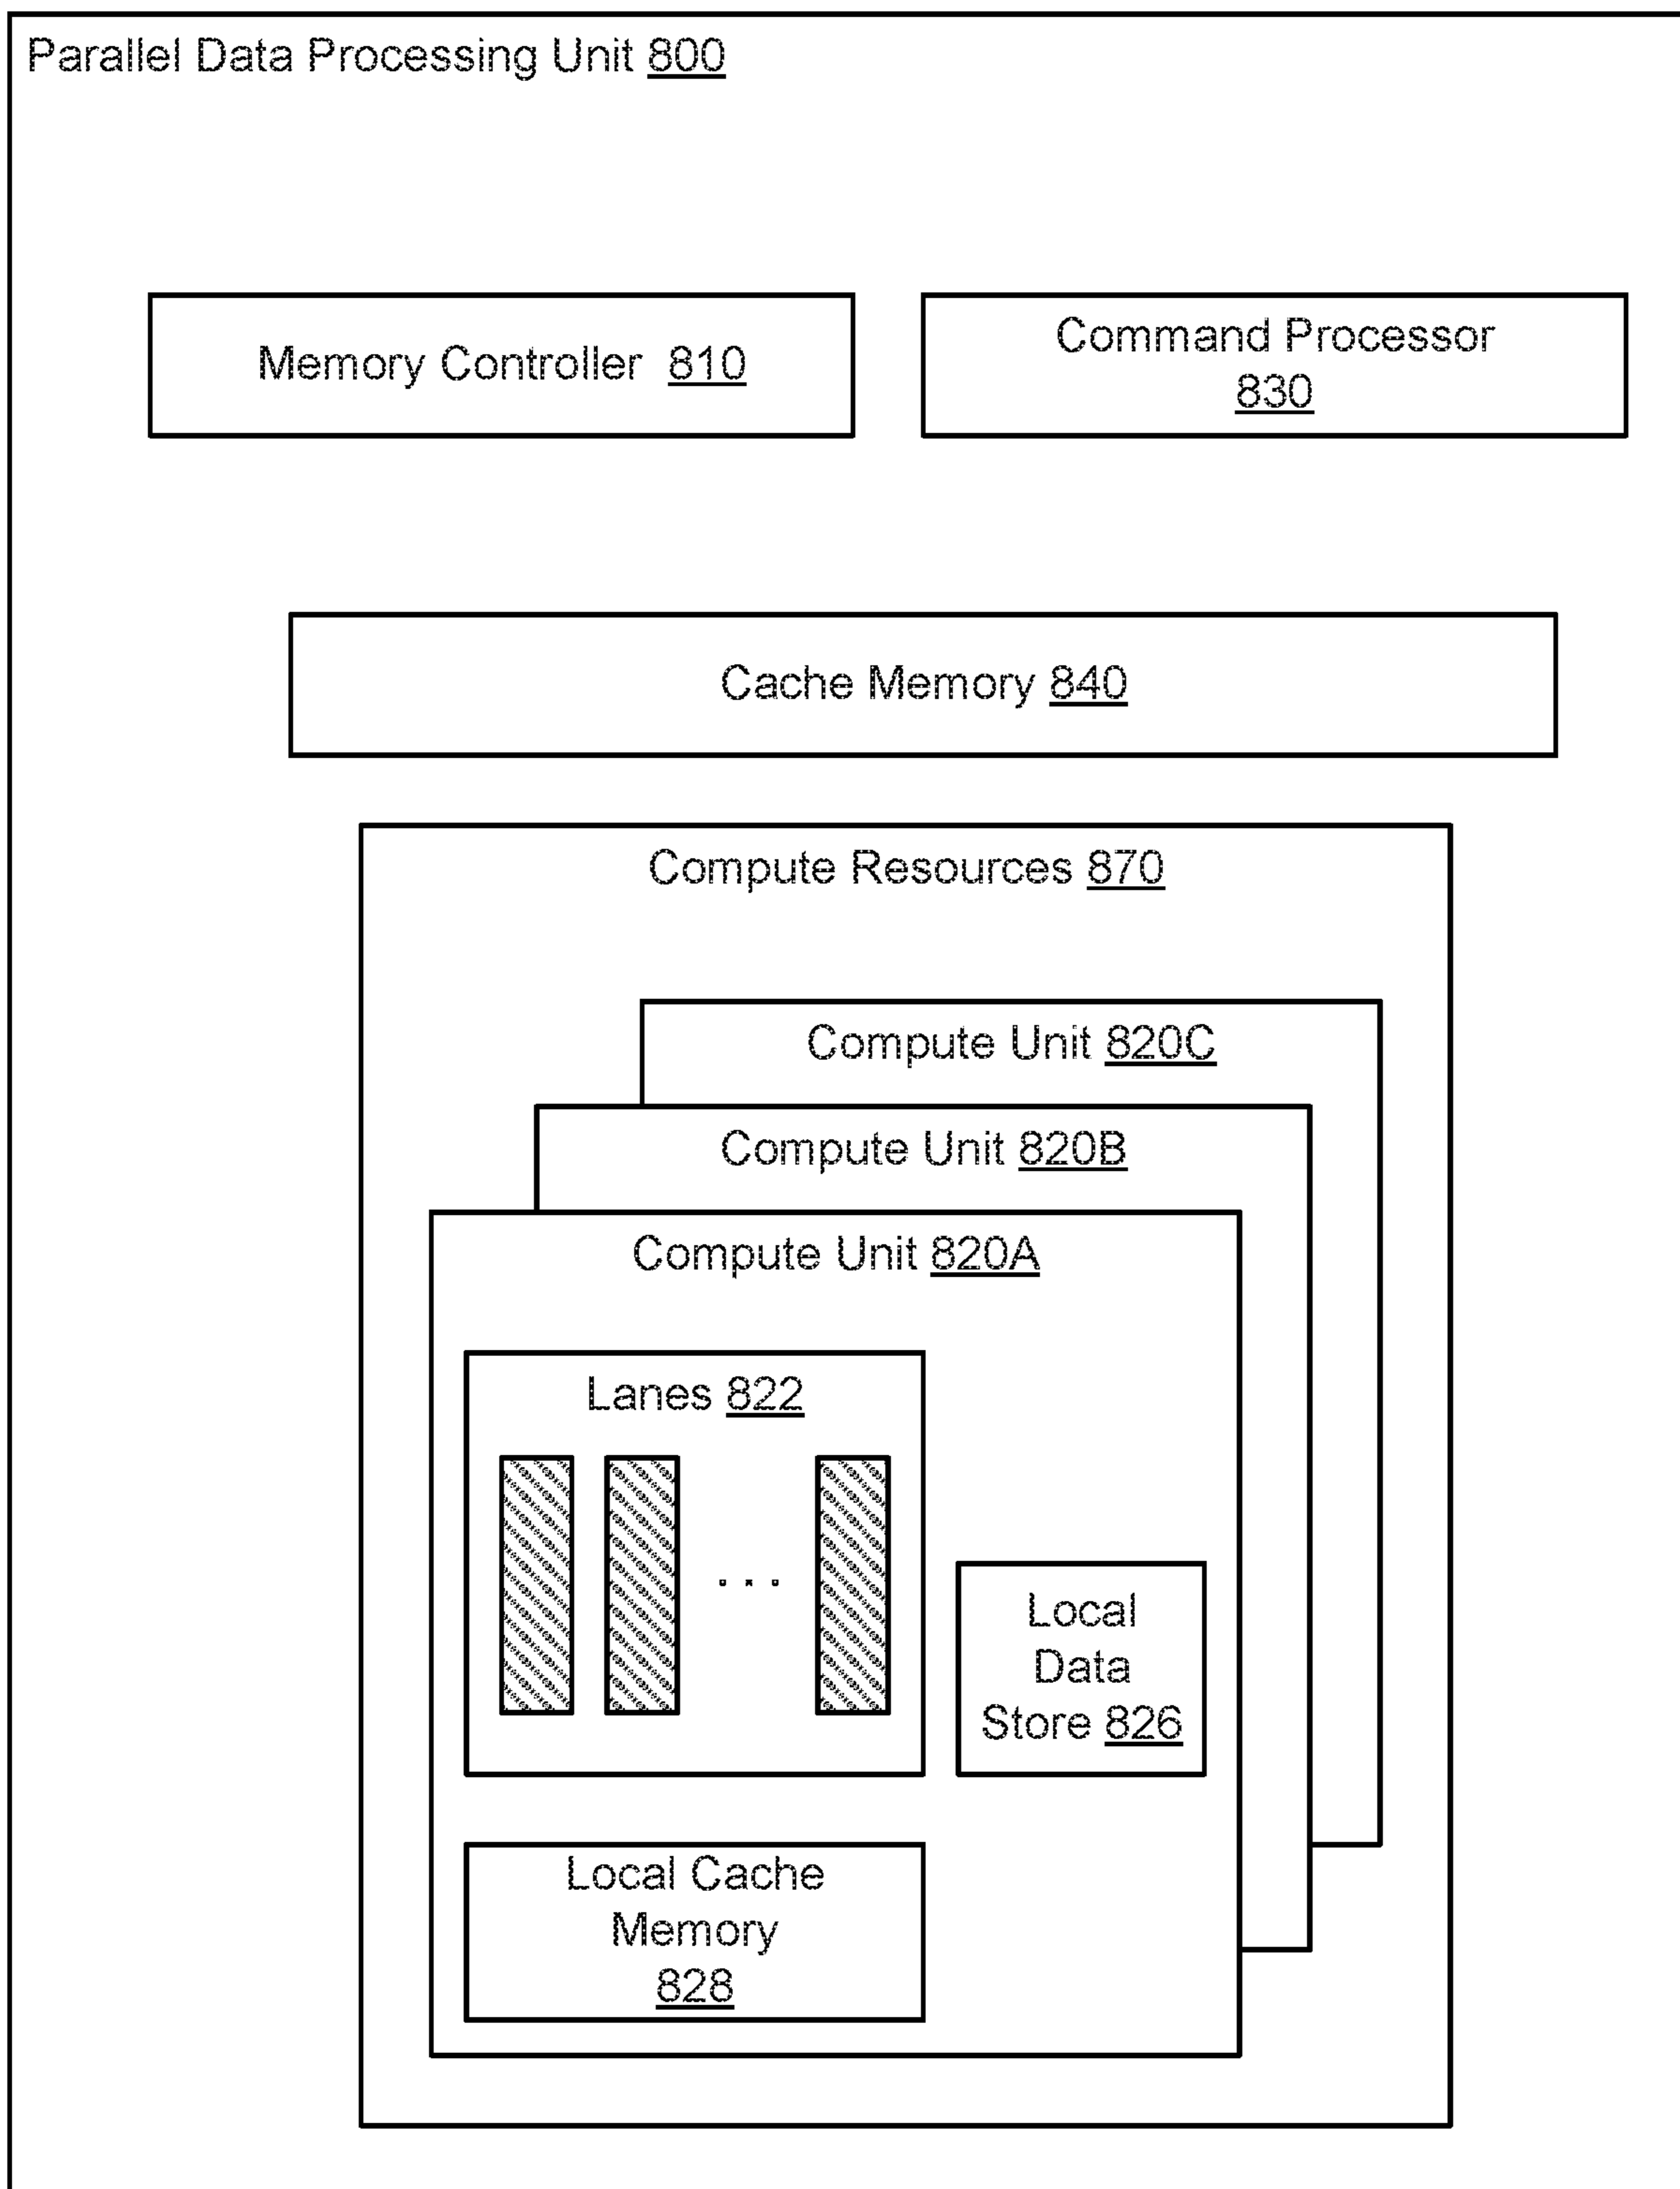 Parallel Data Processing Unit 800
Memory Controller 810
Command Processor
830
Cache Memory 840
Compute Resources 870
Compute Unit 820C
Compute Unit 820B
Compute Unit 820A
Lanes 822
. . .
Local
Data
Store 826
Local Cache
Memory
828